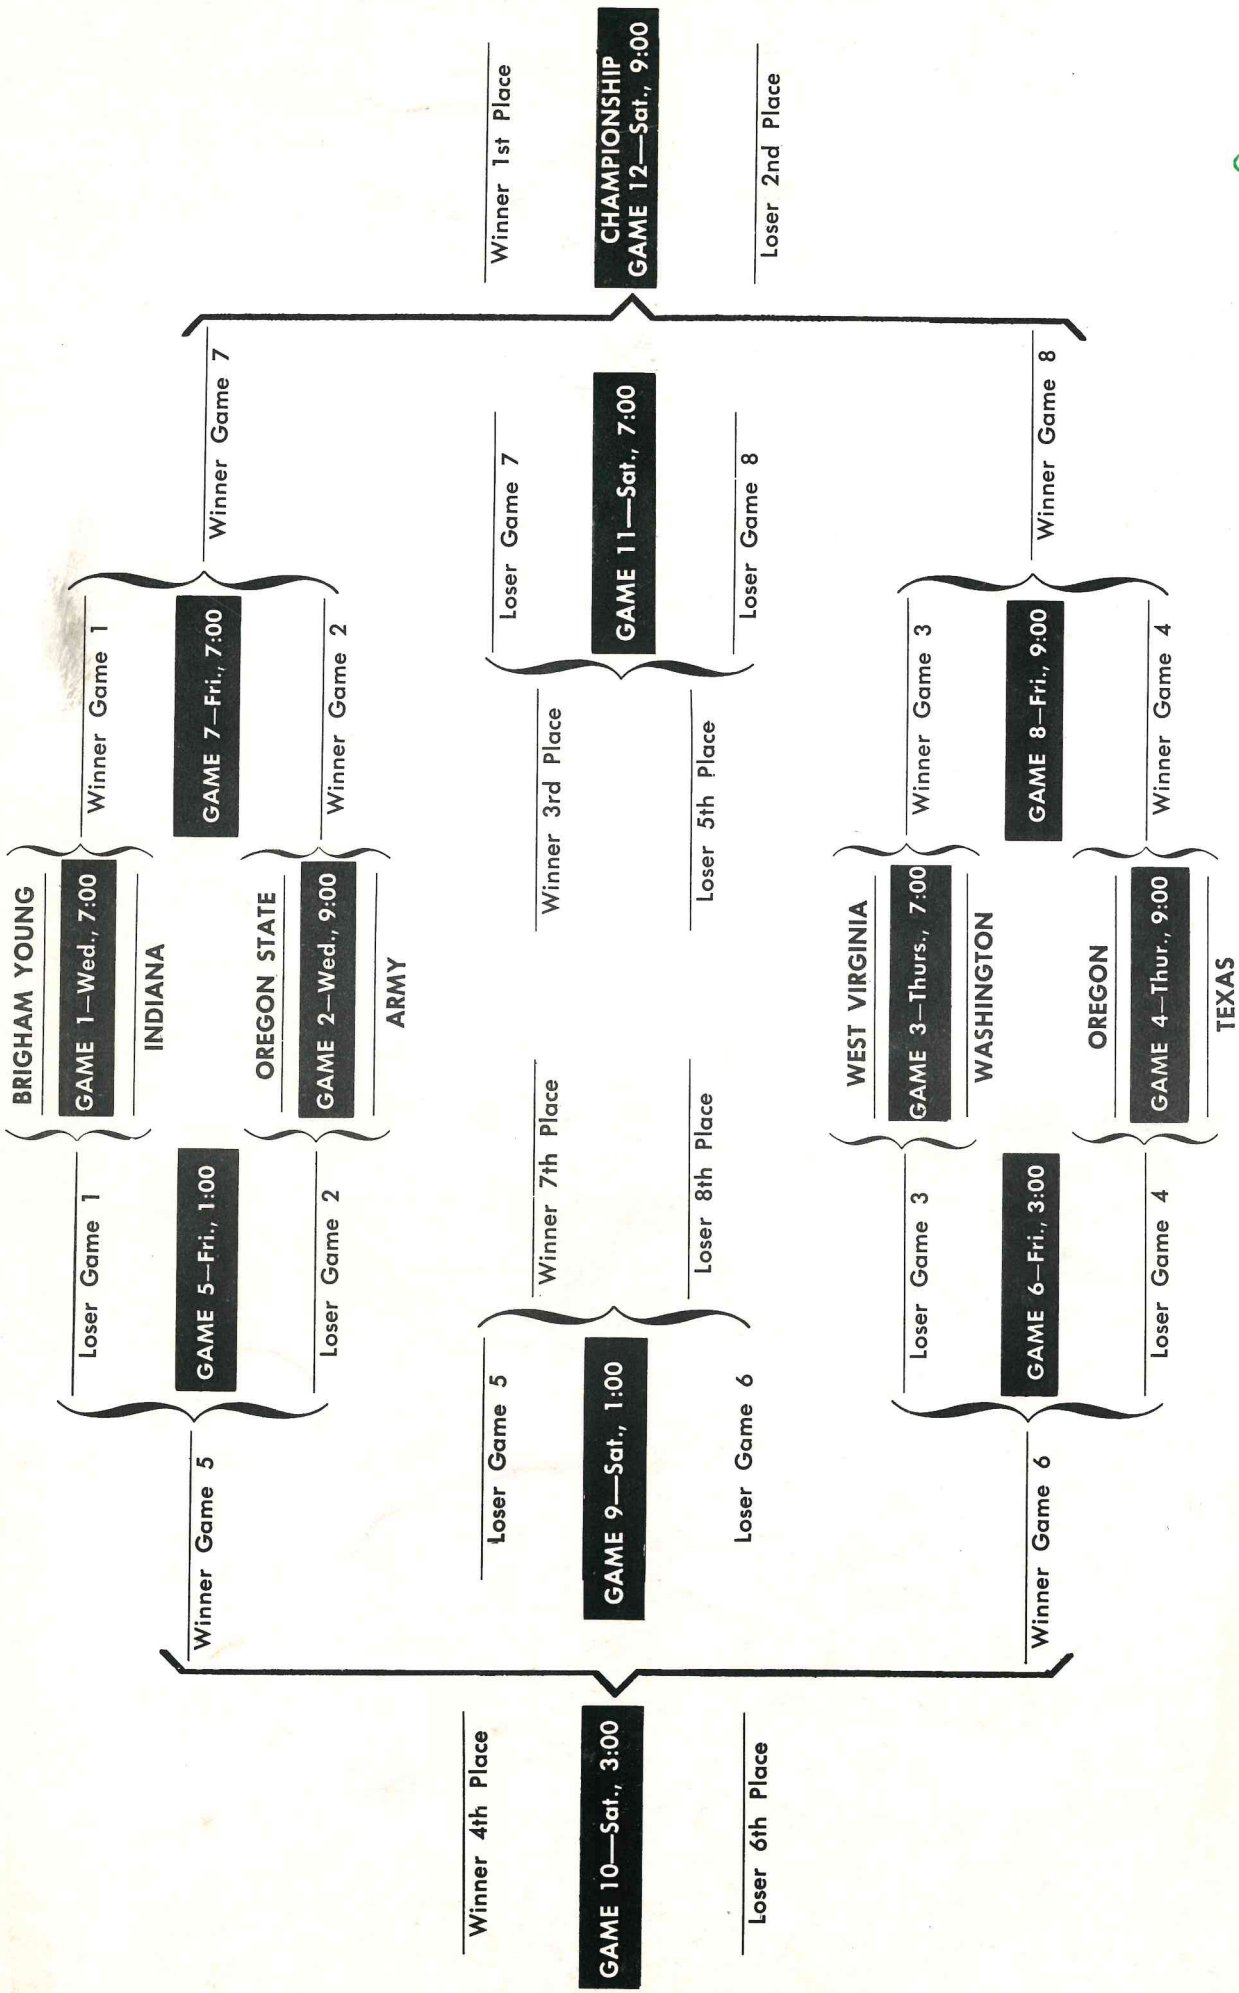 BRIGHAM YOUNG
GAME 1—Wed., 7:00
INDIANA
Loser Game 1
Winner Game 1
GAME 5—Fri., 1:00
GAME 7—Fri., 7:00
Winner Game 5
Winner Game 7
OREGON STATE
GAME 2—Wed., 9:00
ARMY
Loser Game 2
Winner Game 2
Winner 4th Place
GAME 10—Sat., 3:00
Loser 6th Place
Loser Game 5
GAME 9—Sat., 1:00
Loser Game 6
Winner 7th Place
Loser 8th Place
Winner 3rd Place
Loser 5th Place
Loser Game 7
GAME 11—Sat., 7:00
Loser Game 8
Winner 1st Place
CHAMPIONSHIP
GAME 12—Sat., 9:00
Loser 2nd Place
WEST VIRGINIA
GAME 3—Thurs., 7:00
WASHINGTON
Loser Game 3
Winner Game 3
GAME 6—Fri., 3:00
GAME 8—Fri., 9:00
Winner Game 6
Winner Game 8
OREGON
GAME 4—Thur., 9:00
TEXAS
Loser Game 4
Winner Game 4